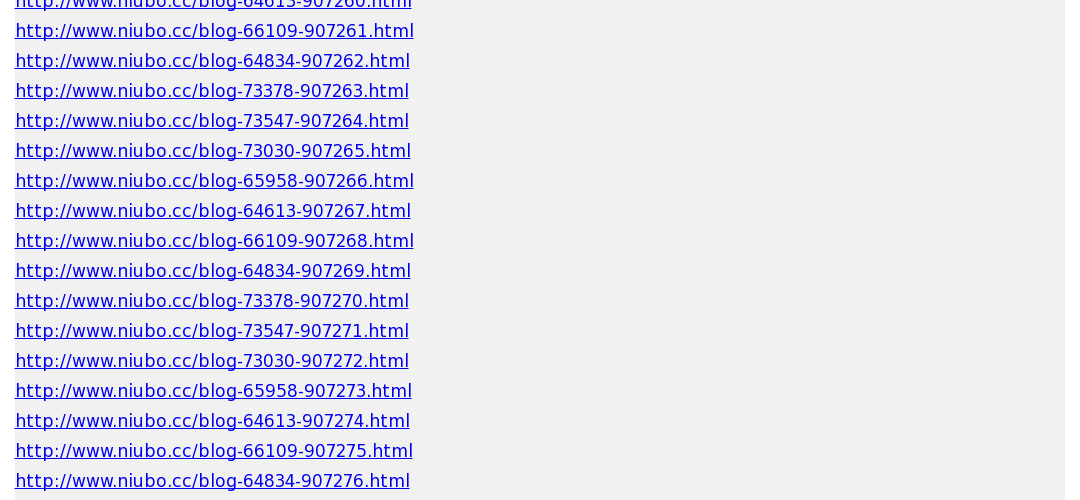 http://www.niubo.cc/blog-64613-907260.html
http://www.niubo.cc/blog-66109-907261.html
http://www.niubo.cc/blog-64834-907262.html
http://www.niubo.cc/blog-73378-907263.html
http://www.niubo.cc/blog-73547-907264.html
http://www.niubo.cc/blog-73030-907265.html
http://www.niubo.cc/blog-65958-907266.html
http://www.niubo.cc/blog-64613-907267.html
http://www.niubo.cc/blog-66109-907268.html
http://www.niubo.cc/blog-64834-907269.html
http://www.niubo.cc/blog-73378-907270.html
http://www.niubo.cc/blog-73547-907271.html
http://www.niubo.cc/blog-73030-907272.html
http://www.niubo.cc/blog-65958-907273.html
http://www.niubo.cc/blog-64613-907274.html
http://www.niubo.cc/blog-66109-907275.html
http://www.niubo.cc/blog-64834-907276.html